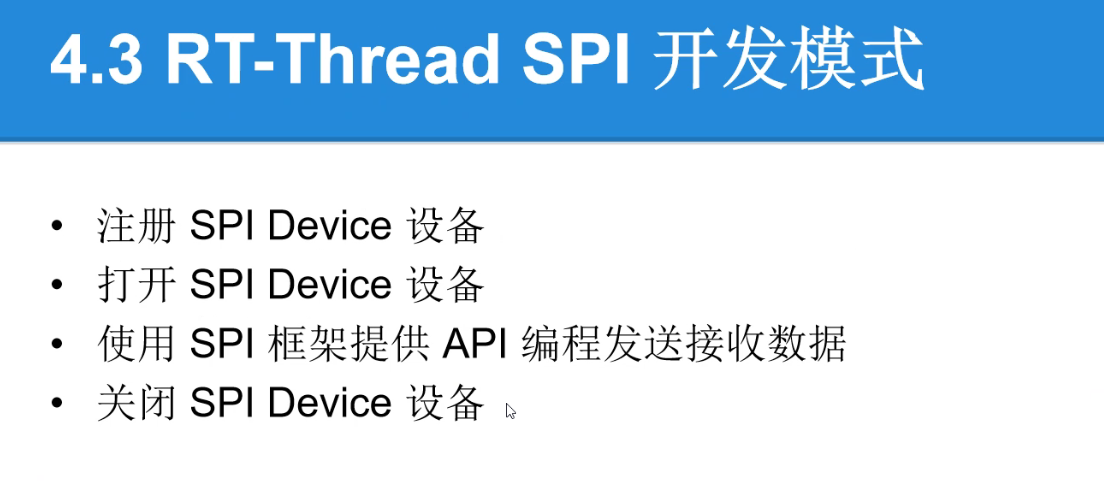 4.3 RT-Thread SPI 开发模式
• 注册 SPI Device 设备
• 打开 SPI Device 设备
• 使用 SPI 框架提供 API 编程发送接收数据
• 关闭 SPI Device 设备